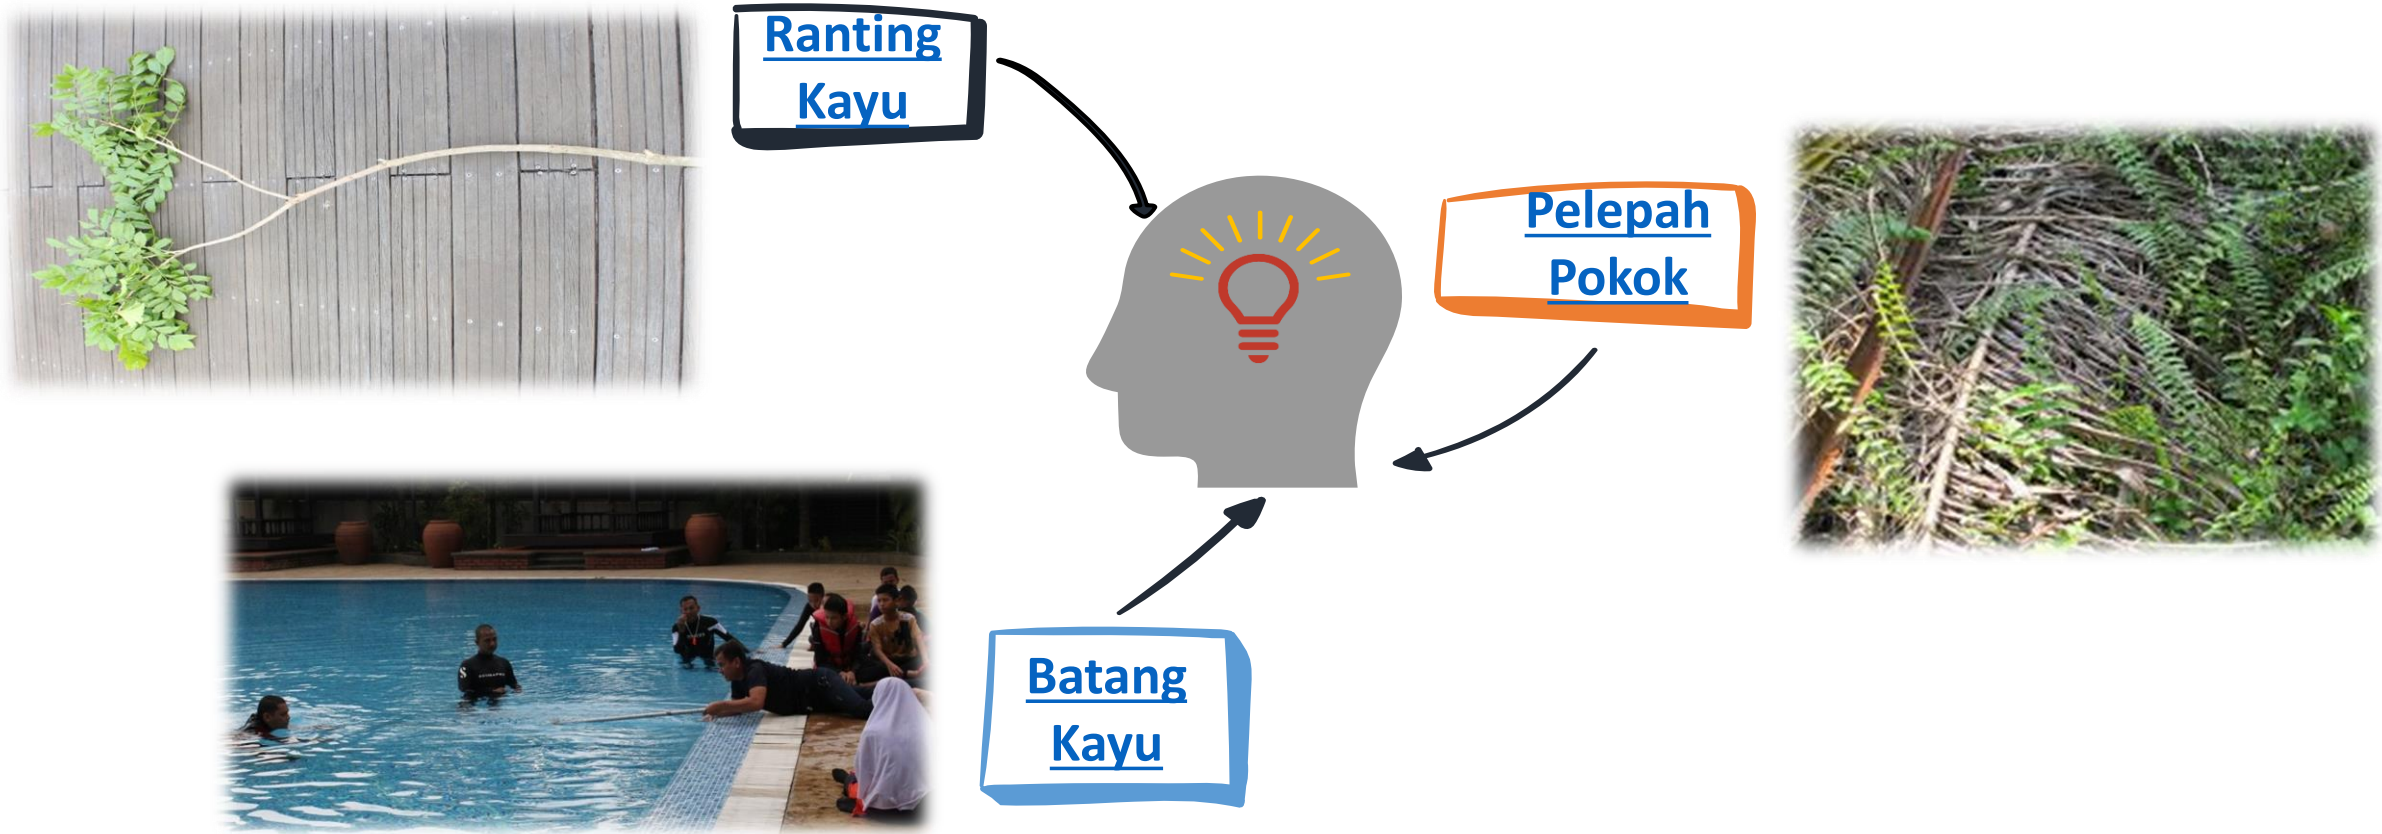 Ranting
Kayu
Pelepah
Pokok
Batang
Kayu